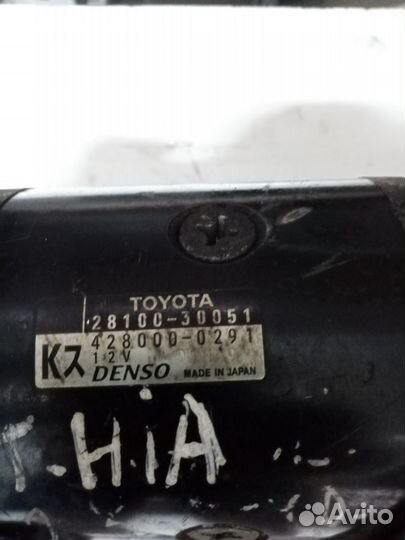 TOYOTA
28100-30051
428000-0291
Kス
12V
DENSO MADE IN JAPAN
T.HiA
Avito